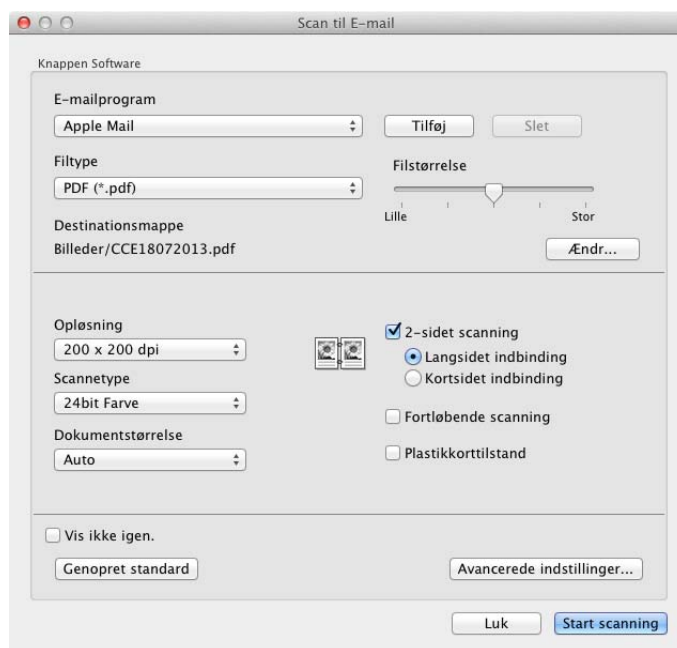 Scan til E-mail
Knappen Software
E-mailprogram
Apple Mail
Tilføj
Slet
Filtype
PDF (*.pdf)
Filstørrelse
Lille
Stor
Destinationsmappe
Billeder/CCE18072013.pdf
Ændr...
Opløsning
200 x 200 dpi
Scannetype
24bit Farve
Dokumentstørrelse
Auto
2-sidet scanning
Langsidet indbinding
Kortsidet indbinding
Fortløbende scanning
Plastikkorttilstand
Vis ikke igen.
Genopret standard
Avancerede indstillinger...
Luk
Start scanning